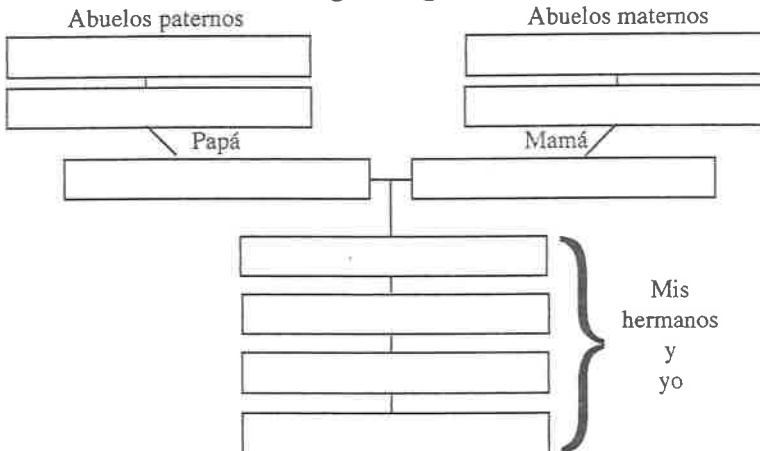 Abuelos paternos
Abuelos maternos
Papá
Mamá
Mis
hermanos
y
yo